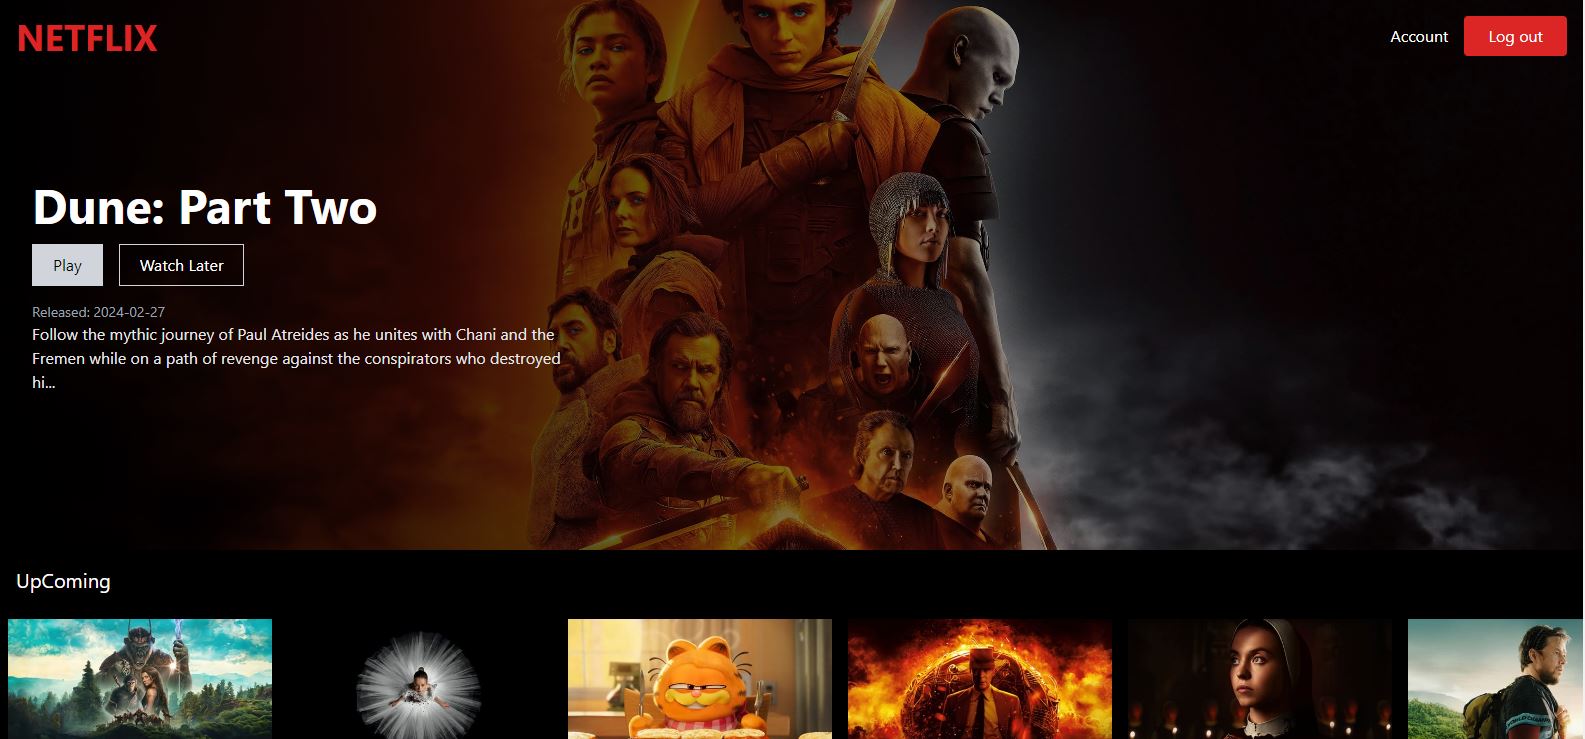 NETFLIX
Account
Log out
Dune: Part Two
Play
Watch Later
Released: 2024-02-27
Follow the mythic journey of Paul Atreides as he unites with Chani and the
Fremen while on a path of revenge against the conspirators who destroyed
hi...
UpComing